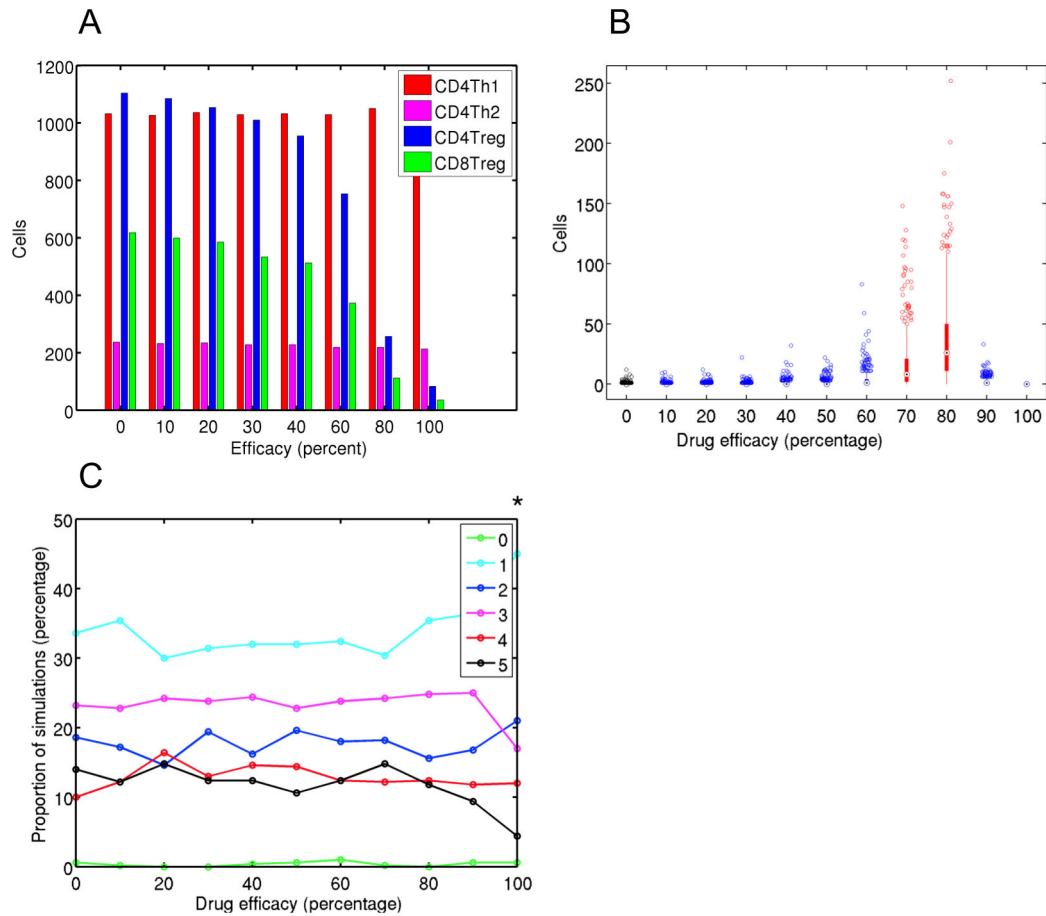 A
1200
1000
800
600
400
200
0
Cells
CD4Th1
CD4Th2
CD4Treg
CD8Treg
0 10 20 30 40 60 80 100
Efficacy (percent)
B
250
200
150
100
50
0
Cells
0 10 20 30 40 50 60 70 80 90 100
Drug efficacy (percentage)
C
*
50
40
30
20
10
0
Proportion of simulations (percentage)
0
1
2
3
4
5
0 20 40 60 80 100
Drug efficacy (percentage)